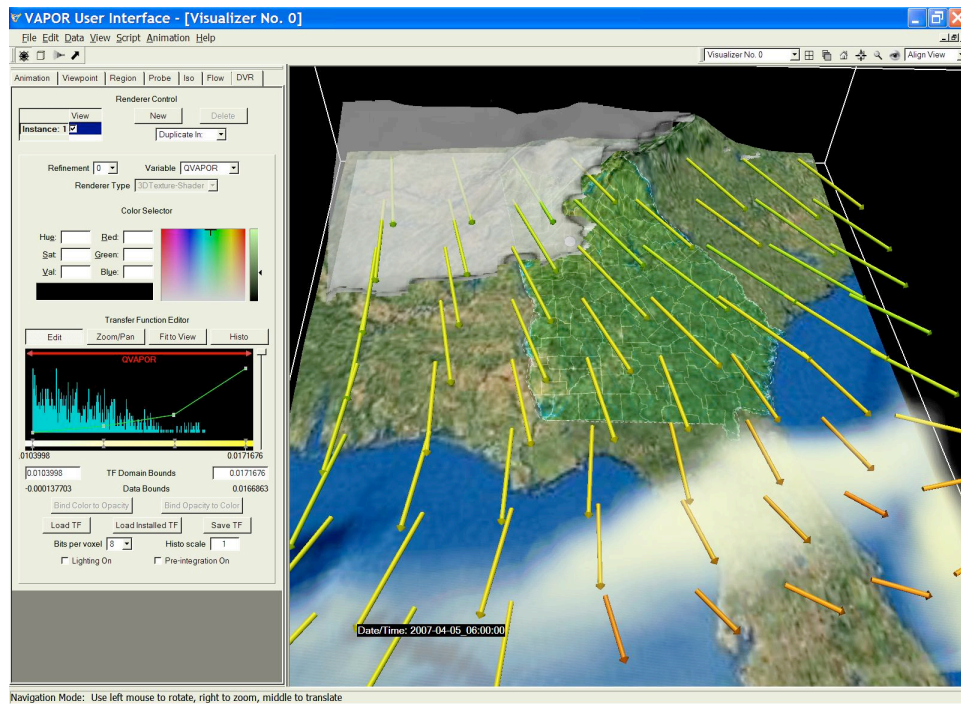 VAPOR User Interface - [Visualizer No. 0]
File Edit Data View Script Animation Help
Visualizer No. 0 Align View
Animation Viewpoint Region Probe Iso Flow DVR
Renderer Control
View New Delete
Instance: 1 Duplicate In:
Refinement 0 Variable QVAPOR
Renderer Type 3DTexture-Shader
Color Selector
Hue: Red:
Sat: Green:
Val: Blue:
Transfer Function Editor
Edit Zoom/Pan Fit to View Histo
QVAPOR
.0103998 0.0171676
0.0103998 TF Domain Bounds 0.0171676
-0.000137703 Data Bounds 0.0166863
Bind Color to Opacity Bind Opacity to Color
Load TF Load Installed TF Save TF
Bits per voxel 8 Histo scale 1
Lighting On Pre-integration On
Date/Time: 2007-04-05_06:00:00
Navigation Mode: Use left mouse to rotate, right to zoom, middle to translate